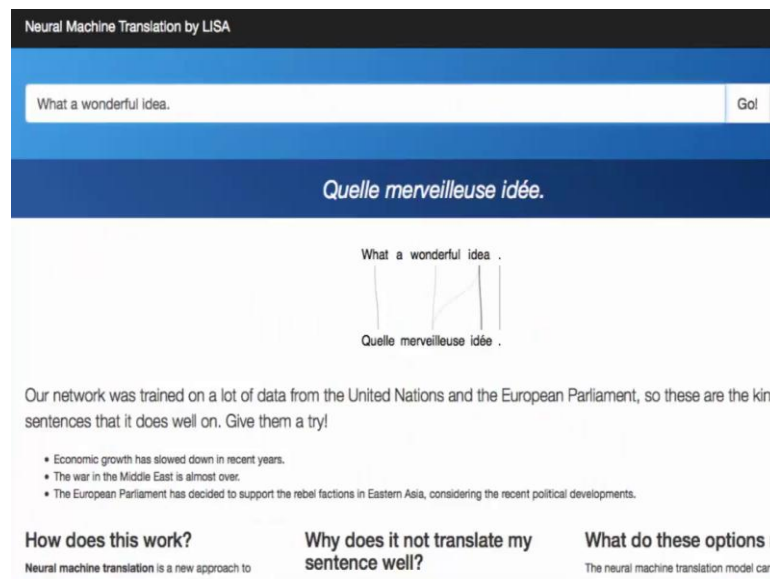 Neural Machine Translation by LISA
What a wonderful idea.
Go!
Quelle merveilleuse idée.
What a wonderful idea .
Quelle merveilleuse idée .
Our network was trained on a lot of data from the United Nations and the European Parliament, so these are the kin
sentences that it does well on. Give them a try!
• Economic growth has slowed down in recent years.
• The war in the Middle East is almost over.
• The European Parliament has decided to support the rebel factions in Eastern Asia, considering the recent political developments.
How does this work?
Neural machine translation is a new approach to
Why does it not translate my
sentence well?
What do these options
The neural machine translation model can